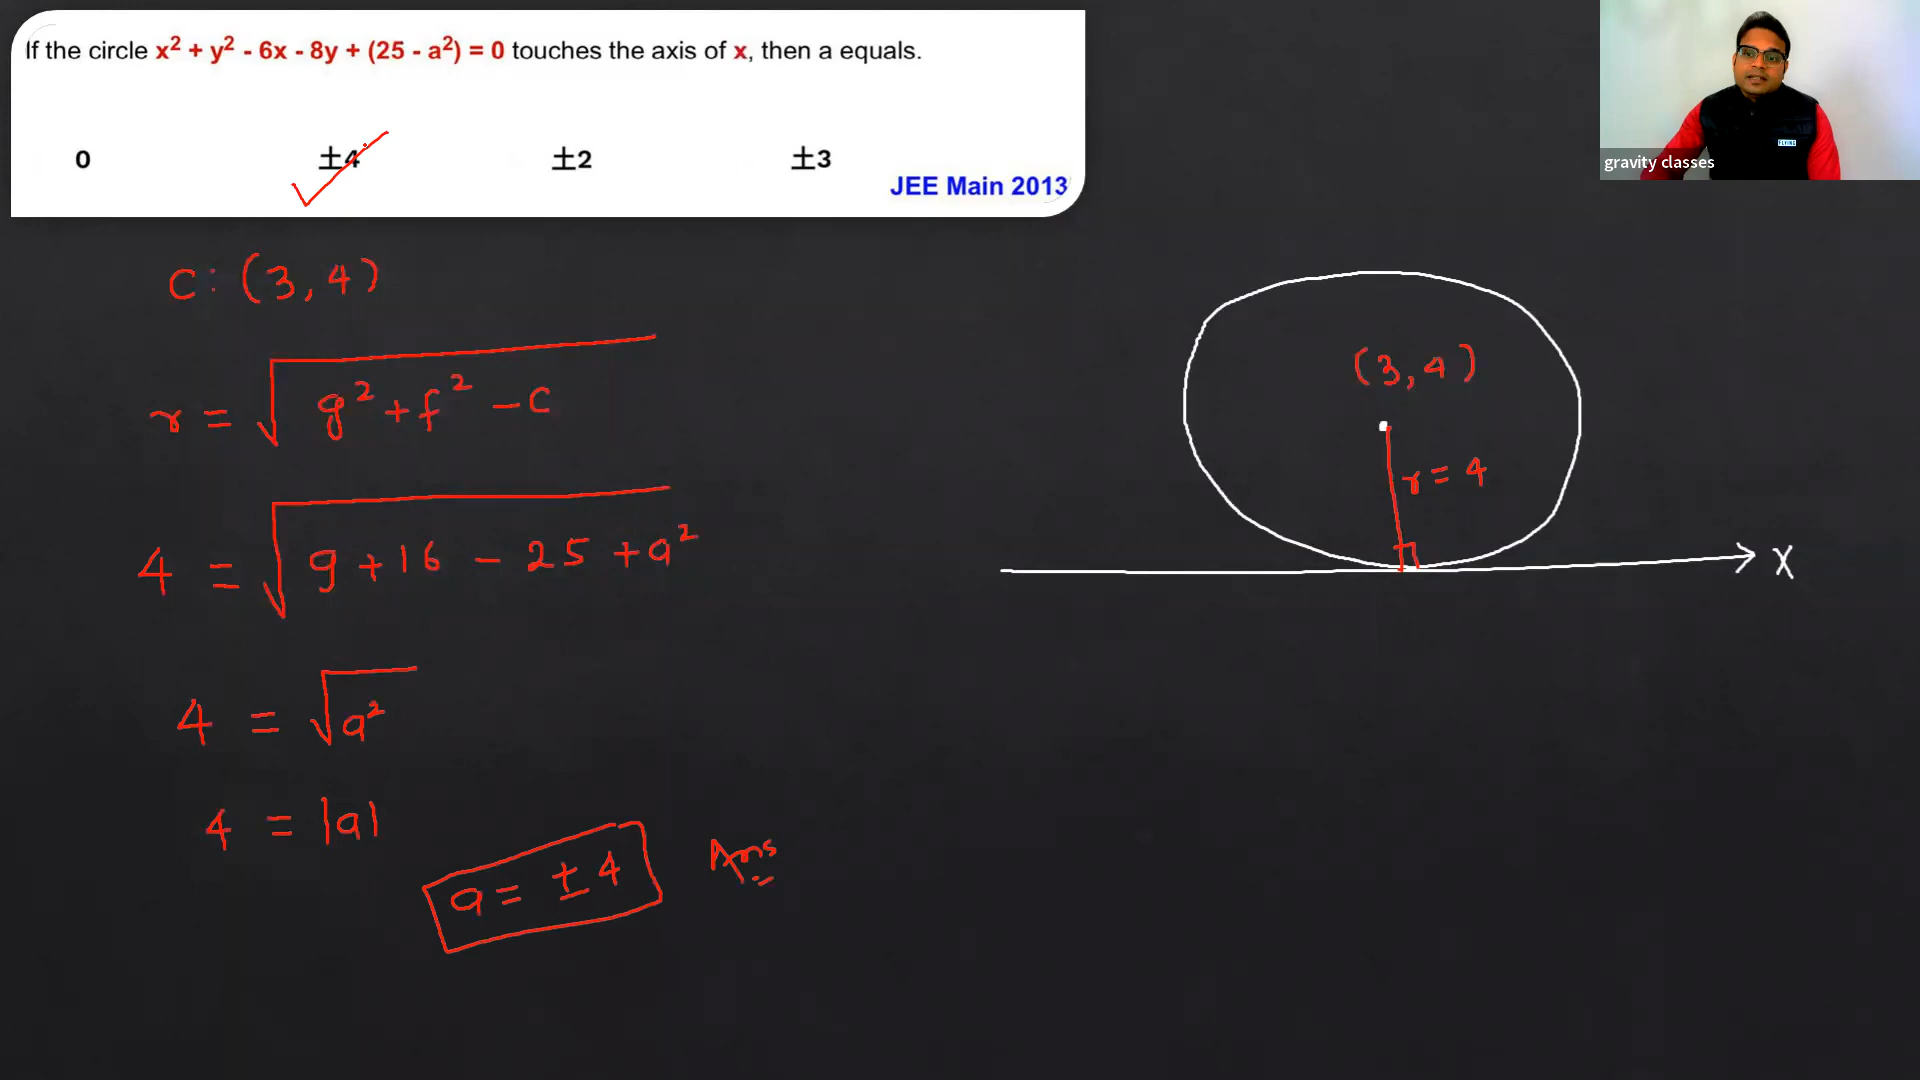 If the circle x² + y² - 6x - 8y + (25 - a²) = 0 touches the axis of x, then a equals.
0 ±4 ±2 ±3
JEE Main 2013
FLYING
gravity classes
C: (3, 4)
r = √(g² + f² - c)
4 = √(9 + 16 - 25 + a²)
4 = √a²
4 = |a|
a = ±4 Ans
(3, 4)
r = 4
X